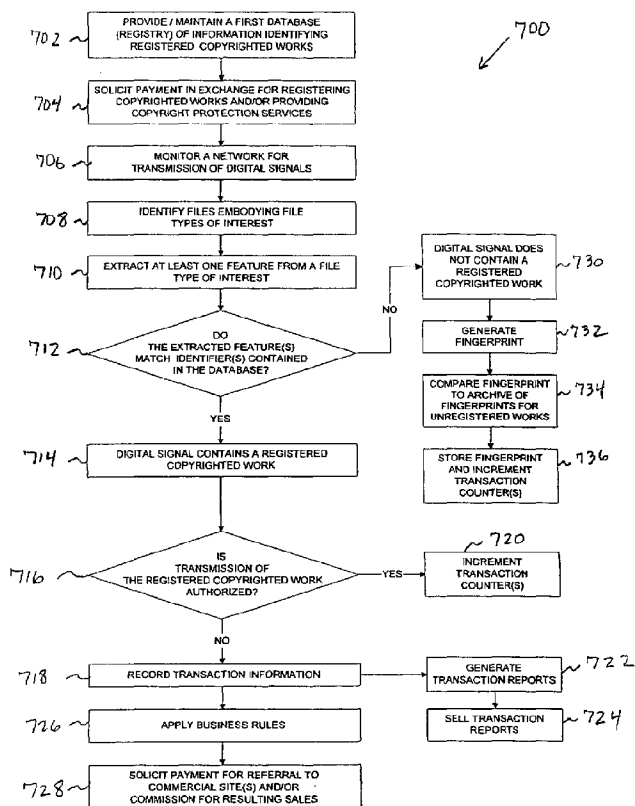 700
702
PROVIDE / MAINTAIN A FIRST DATABASE
(REGISTRY) OF INFORMATION IDENTIFYING
REGISTERED COPYRIGHTED WORKS
704
SOLICIT PAYMENT IN EXCHANGE FOR REGISTERING
COPYRIGHTED WORKS AND/OR PROVIDING
COPYRIGHT PROTECTION SERVICES
706
MONITOR A NETWORK FOR
TRANSMISSION OF DIGITAL SIGNALS
708
IDENTIFY FILES EMBODYING FILE
TYPES OF INTEREST
710
EXTRACT AT LEAST ONE FEATURE FROM A FILE
TYPE OF INTEREST
712
DO
THE EXTRACTED FEATURE(S)
MATCH IDENTIFIER(S) CONTAINED
IN THE DATABASE?
NO
DIGITAL SIGNAL DOES
NOT CONTAIN A
REGISTERED
COPYRIGHTED WORK
730
GENERATE
FINGERPRINT
732
COMPARE FINGERPRINT
TO ARCHIVE OF
FINGERPRINTS FOR
UNREGISTERED WORKS
734
STORE FINGERPRINT
AND INCREMENT
TRANSACTION
COUNTER(S)
736
YES
714
DIGITAL SIGNAL CONTAINS A REGISTERED
COPYRIGHTED WORK
716
IS
TRANSMISSION OF
THE REGISTERED COPYRIGHTED WORK
AUTHORIZED?
YES
720
INCREMENT
TRANSACTION
COUNTER(S)
NO
718
RECORD TRANSACTION INFORMATION
GENERATE
TRANSACTION REPORTS
722
SELL TRANSACTION
REPORTS
724
726
APPLY BUSINESS RULES
728
SOLICIT PAYMENT FOR REFERRAL TO
COMMERCIAL SITE(S) AND/OR
COMMISSION FOR RESULTING SALES